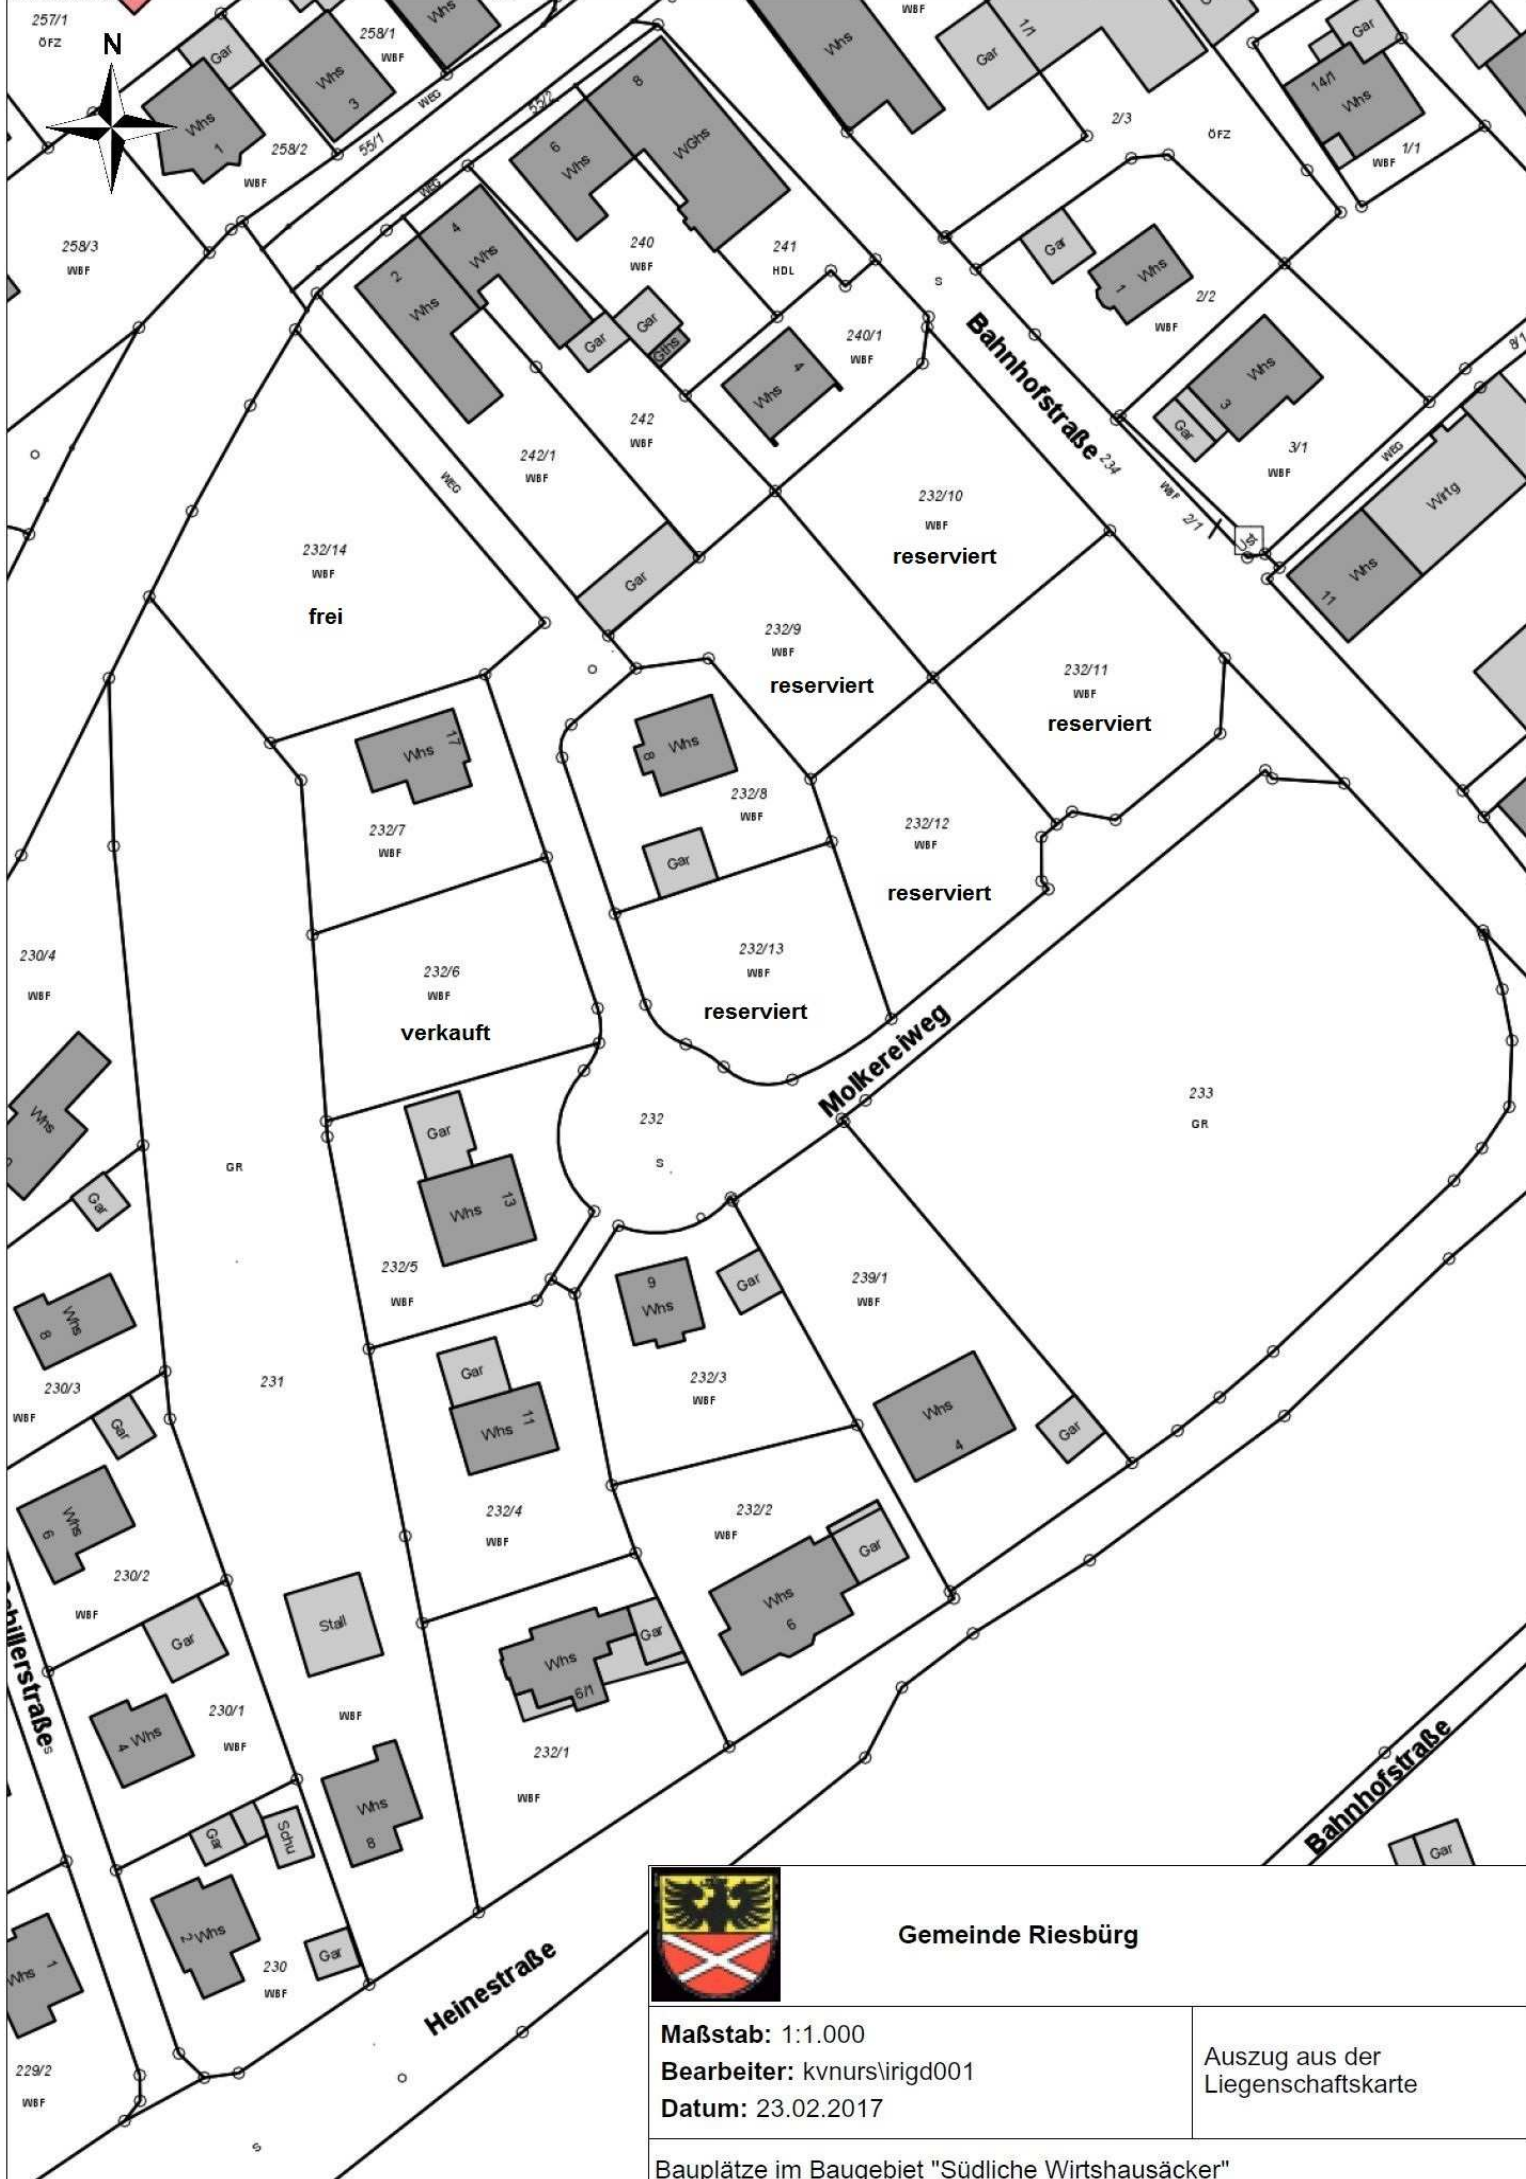 257/1
ÖFZ
N
Gar
258/1
WBF
Whs
Whs
3
WEG
55/2
Whs
1
258/2
WBF
55/1
258/3
WBF
WEG
6
Whs
8
WGHs
Whs
Gar
1/1
WBF
2/3
ÖFZ
Gar
14/1
Whs
1/1
WBF
4
Whs
2
Whs
240
WBF
241
HDL
S
Gar
1
Whs
2/2
WBF
Gar
Gar
Gths
240/1
WBF
4
Whs
Bahnhofstraße
234
WBF
2/1
Ust
3
Whs
Gar
3/1
WBF
WEG
8/1
Wirtg
Whs
11
242
WBF
242/1
WBF
WEG
232/10
WBF
reserviert
232/14
WBF
frei
Gar
232/9
WBF
reserviert
232/11
WBF
reserviert
17
Whs
8
Whs
232/7
WBF
232/8
WBF
Gar
232/12
WBF
reserviert
230/4
WBF
232/6
WBF
verkauft
232/13
WBF
reserviert
Molkereiweg
Whs
232
S
233
GR
GR
Gar
Gar
Whs
13
232/5
WBF
9
Whs
Gar
239/1
WBF
Whs
8
230/3
WBF
Gar
231
Gar
Whs
11
232/3
WBF
Whs
4
Gar
Whs
6
230/2
WBF
232/4
WBF
232/2
WBF
Gar
Whs
6
Gar
Stall
Gar
Whs
6/1
Schillerstraße
S
4
Whs
230/1
WBF
WBF
232/1
WBF
Whs
8
Gar
Schu
Bahnhofstraße
Gar
2
Whs
Gar
230
WBF
Whs
1
Heinestraße
229/2
WBF
S
Gemeinde Riesbürg
Maßstab: 1:1.000
Bearbeiter: kvnurs\irigd001
Datum: 23.02.2017
Auszug aus der
Liegenschaftskarte
Bauplätze im Baugebiet "Südliche Wirtshausäcker"